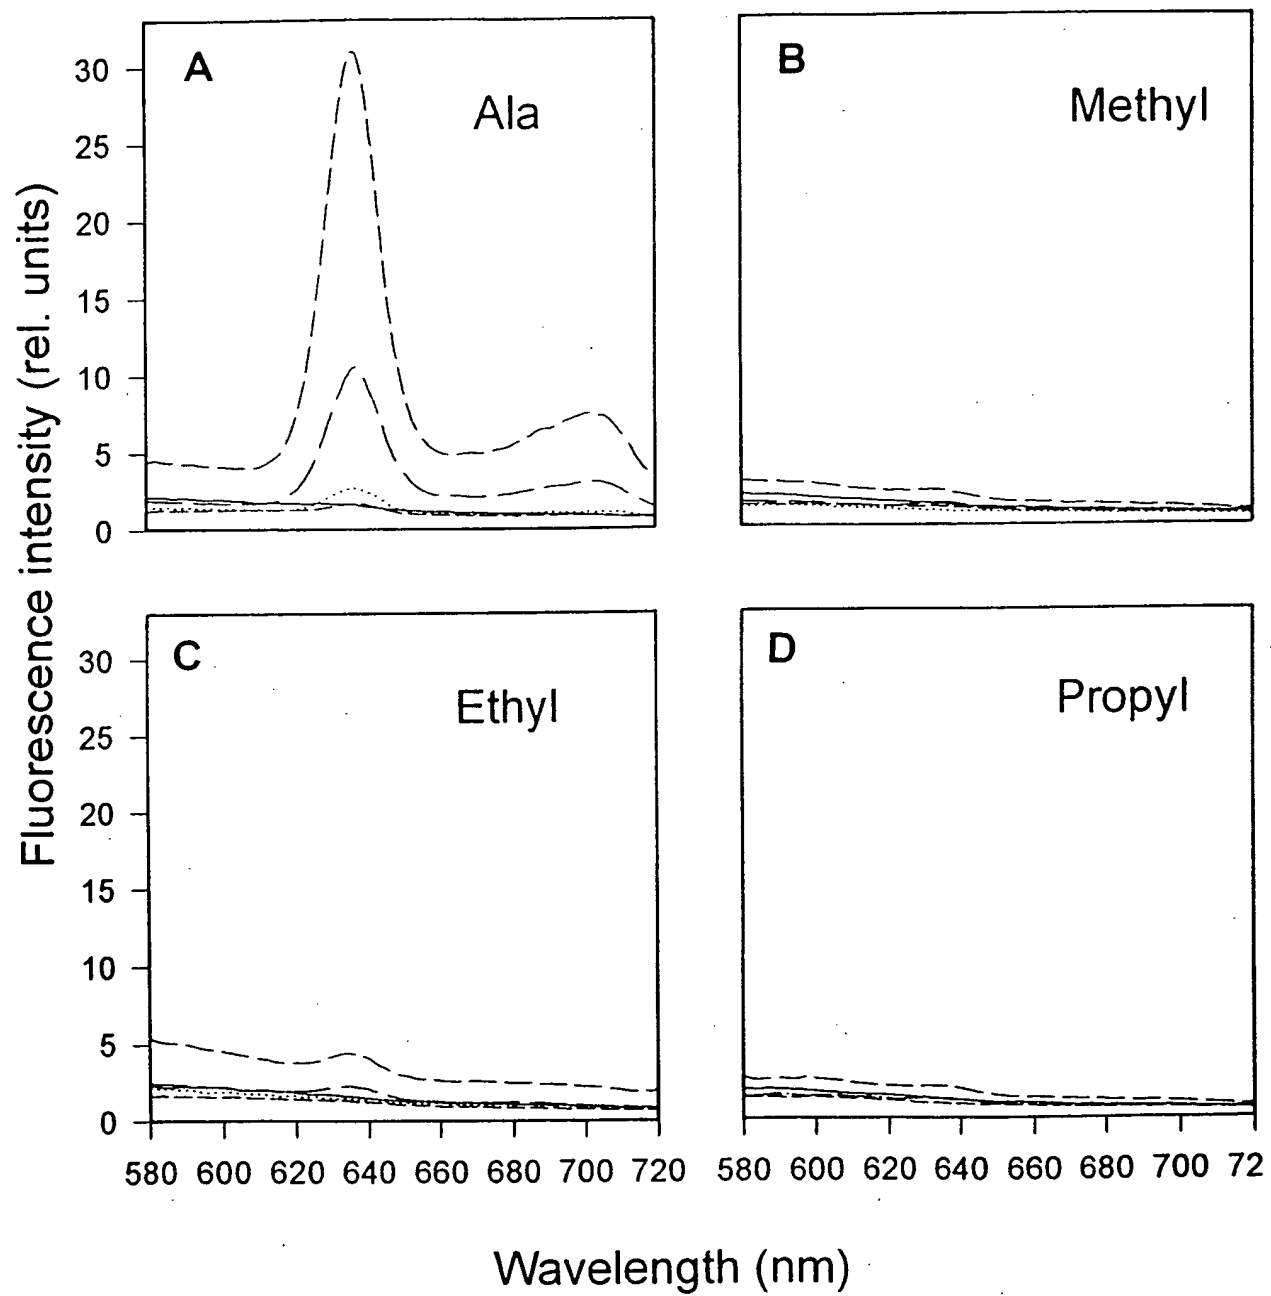 A
Ala
30
25
20
15
10
5
0
B
Methyl
Fluorescence intensity (rel. units)
C
Ethyl
30
25
20
15
10
5
0
580 600 620 640 660 680 700 720
D
Propyl
580 600 620 640 660 680 700 72
Wavelength (nm)